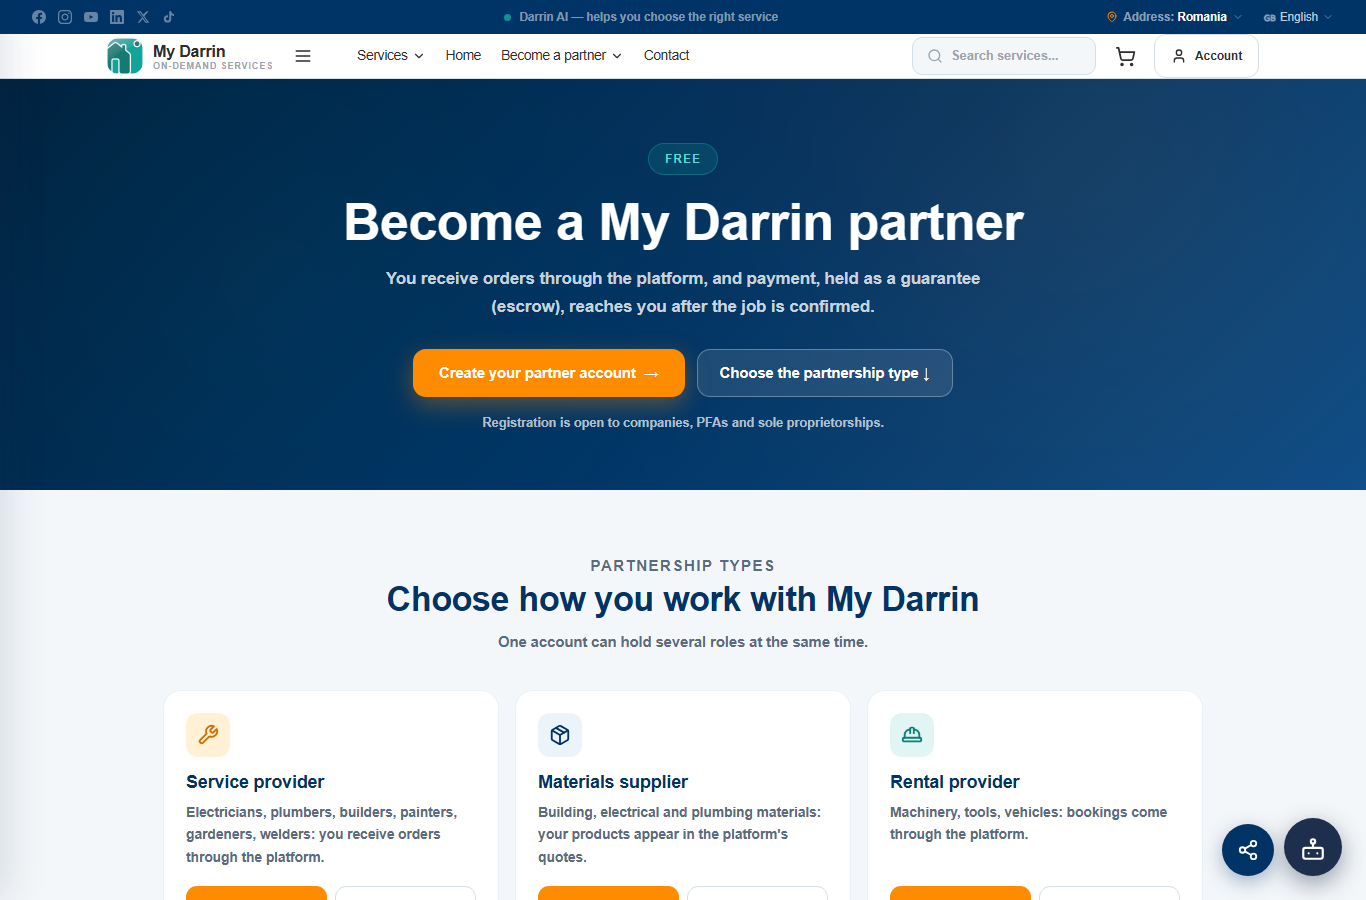 Darrin AI — helps you choose the right service
Address: Romania
GB English
My Darrin
ON-DEMAND SERVICES
Services
Home
Become a partner
Contact
Search services...
Account
FREE
Become a My Darrin partner
You receive orders through the platform, and payment, held as a guarantee
(escrow), reaches you after the job is confirmed.
Create your partner account →
Choose the partnership type ↓
Registration is open to companies, PFAs and sole proprietorships.
PARTNERSHIP TYPES
Choose how you work with My Darrin
One account can hold several roles at the same time.
Service provider
Electricians, plumbers, builders, painters,
gardeners, welders: you receive orders
through the platform.
Materials supplier
Building, electrical and plumbing materials:
your products appear in the platform's
quotes.
Rental provider
Machinery, tools, vehicles: bookings come
through the platform.